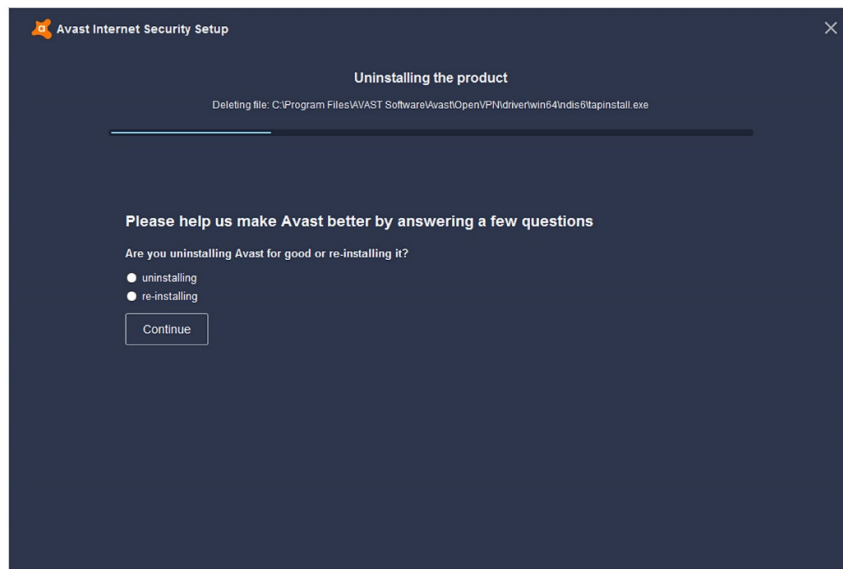 Avast Internet Security Setup
Uninstalling the product
Deleting file: C:\Program Files\AVAST Software\Avast\OpenVPN\driver\win64\ndis6\tapinstall.exe
Please help us make Avast better by answering a few questions
Are you uninstalling Avast for good or re-installing it?
uninstalling
re-installing
Continue